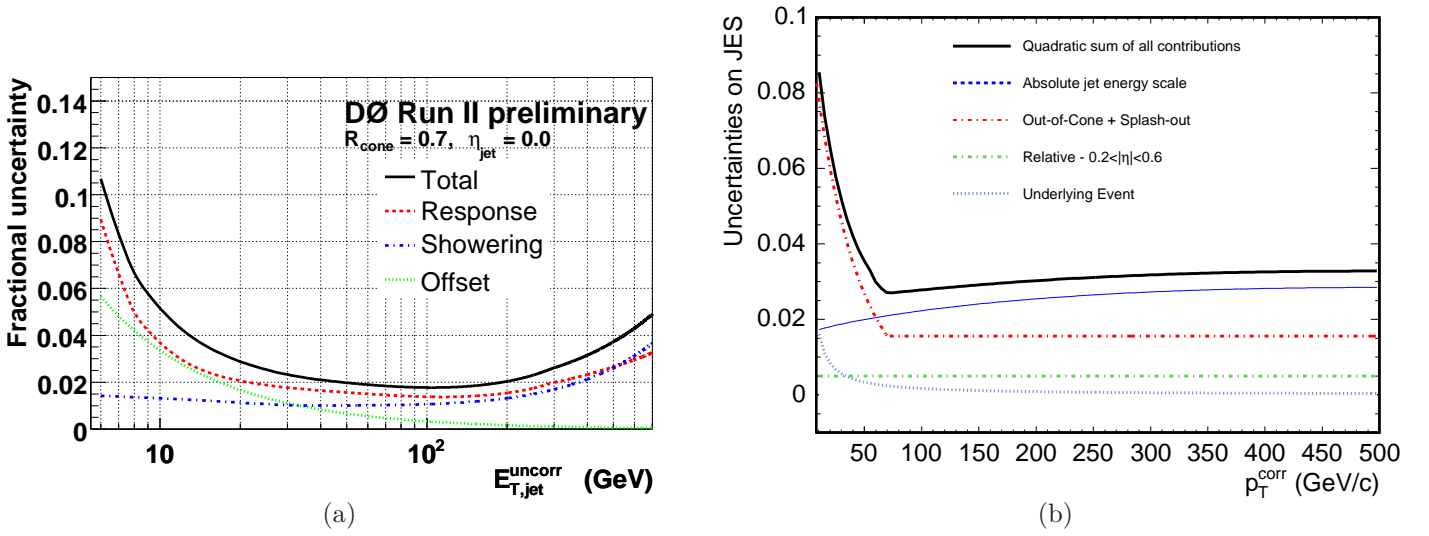 Fractional uncertainty
0.14
0.12
0.1
0.08
0.06
0.04
0.02
0
DØ Run II preliminary
R_cone = 0.7, η_jet = 0.0
Total
Response
Showering
Offset
10
10²
E_T,jet^uncorr (GeV)
(a)
Uncertainties on JES
0.1
0.08
0.06
0.04
0.02
0
Quadratic sum of all contributions
Absolute jet energy scale
Out-of-Cone + Splash-out
Relative - 0.2<|η|<0.6
Underlying Event
50 100 150 200 250 300 350 400 450 500
p_T^corr (GeV/c)
(b)